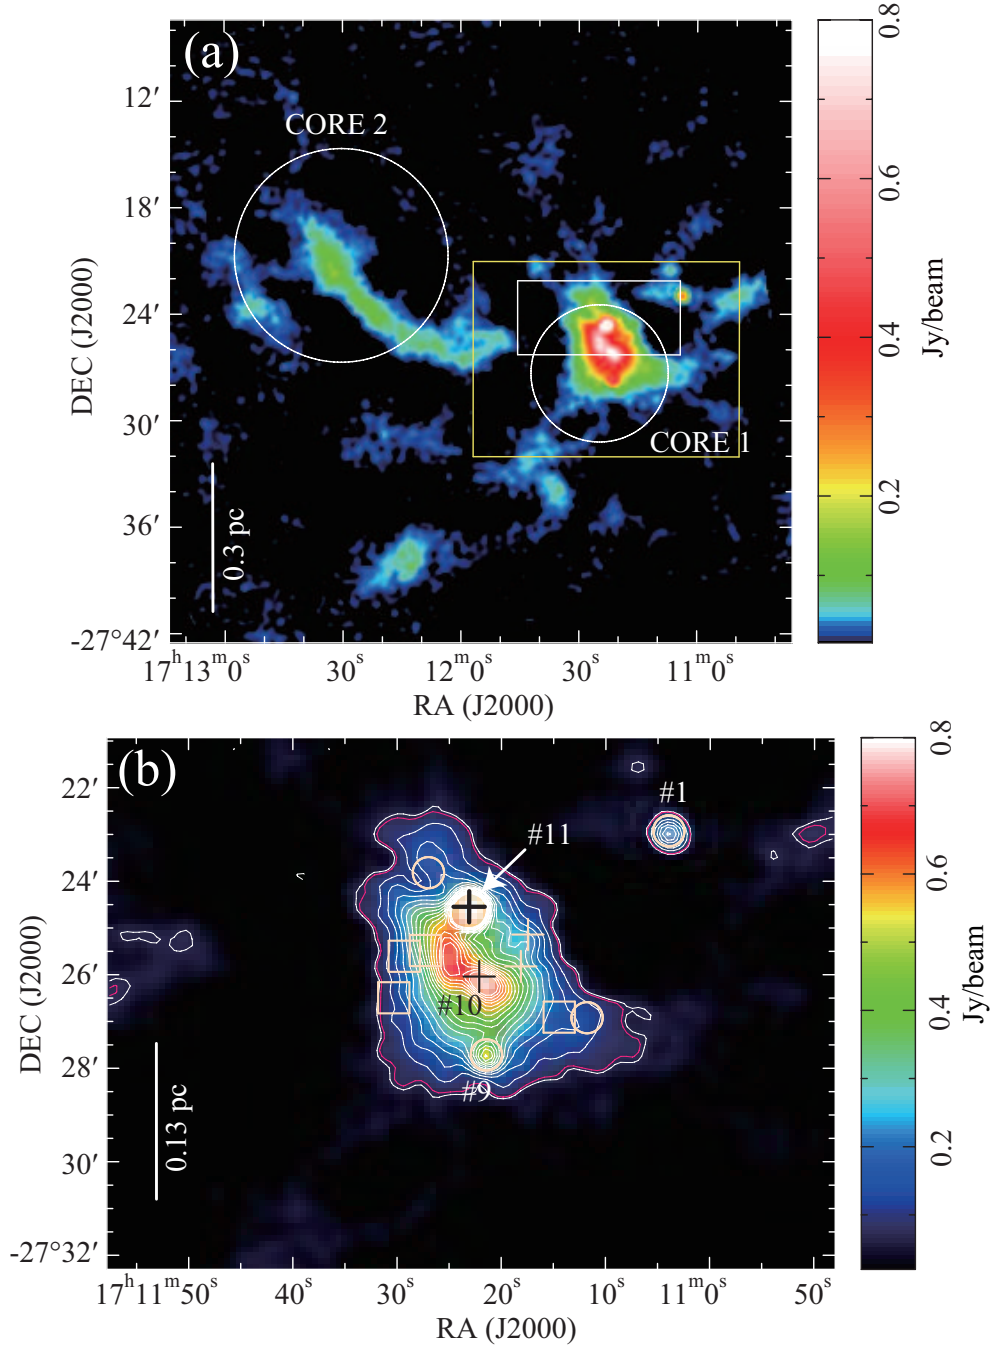 (a)
CORE 2
CORE 1
12′
18′
24′
30′
36′
-27°42′
DEC (J2000)
0.3 pc
17ʰ13ᵐ0ˢ
30ˢ
12ᵐ0ˢ
30ˢ
11ᵐ0ˢ
RA (J2000)
0.8
0.6
0.4
0.2
Jy/beam
(b)
#1
#11
#10
#9
22′
24′
26′
28′
30′
-27°32′
DEC (J2000)
0.13 pc
17ʰ11ᵐ50ˢ
40ˢ
30ˢ
20ˢ
10ˢ
11ᵐ0ˢ
50ˢ
RA (J2000)
0.8
0.6
0.4
0.2
Jy/beam